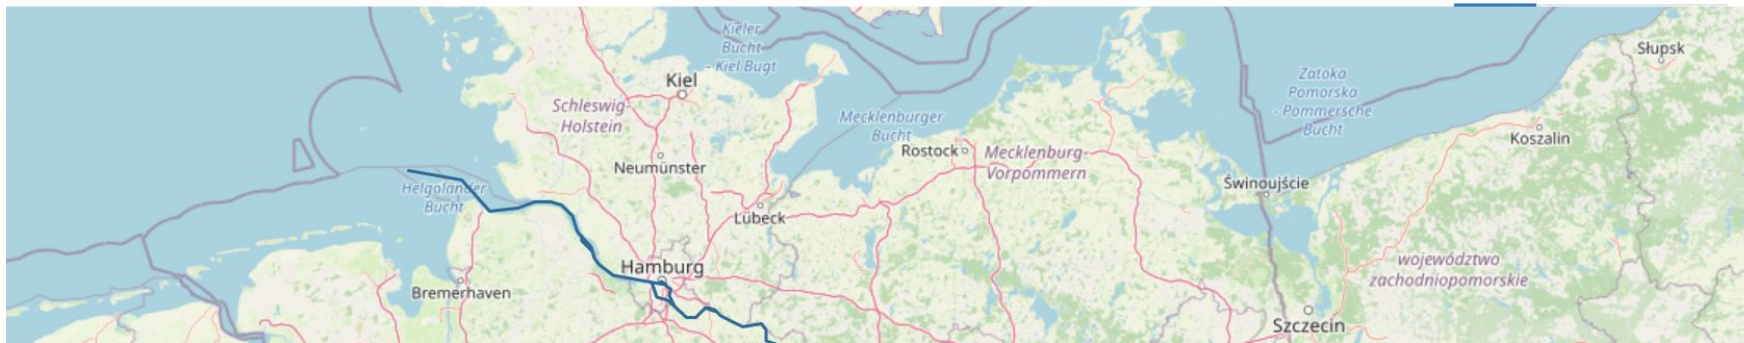 Kieler
Bucht
- Kiel Bugt
Słupsk
Kiel
Zatoka
Pomorska
- Pommersche
Bucht
Schleswig-
Holstein
Mecklenburger
Bucht
Koszalin
Rostock
Mecklenburg-
Vorpommern
Neumünster
Świnoujście
Helgoländer
Bucht
Lübeck
Hamburg
województwo
zachodniopomorskie
Bremerhaven
Szczecin